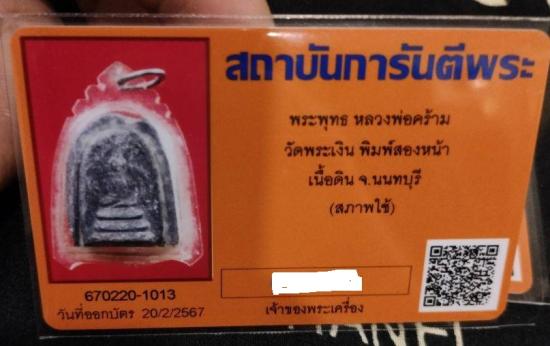 สถาบันการันตีพระ
พระพุทธ หลวงพ่อคร้าม
วัดพระเงิน พิมพ์สองหน้า
เนื้อดิน จ.นนทบุรี
(สภาพใช้)
670220-1013
วันที่ออกบัตร 20/2/2567
เจ้าของพระเครื่อง